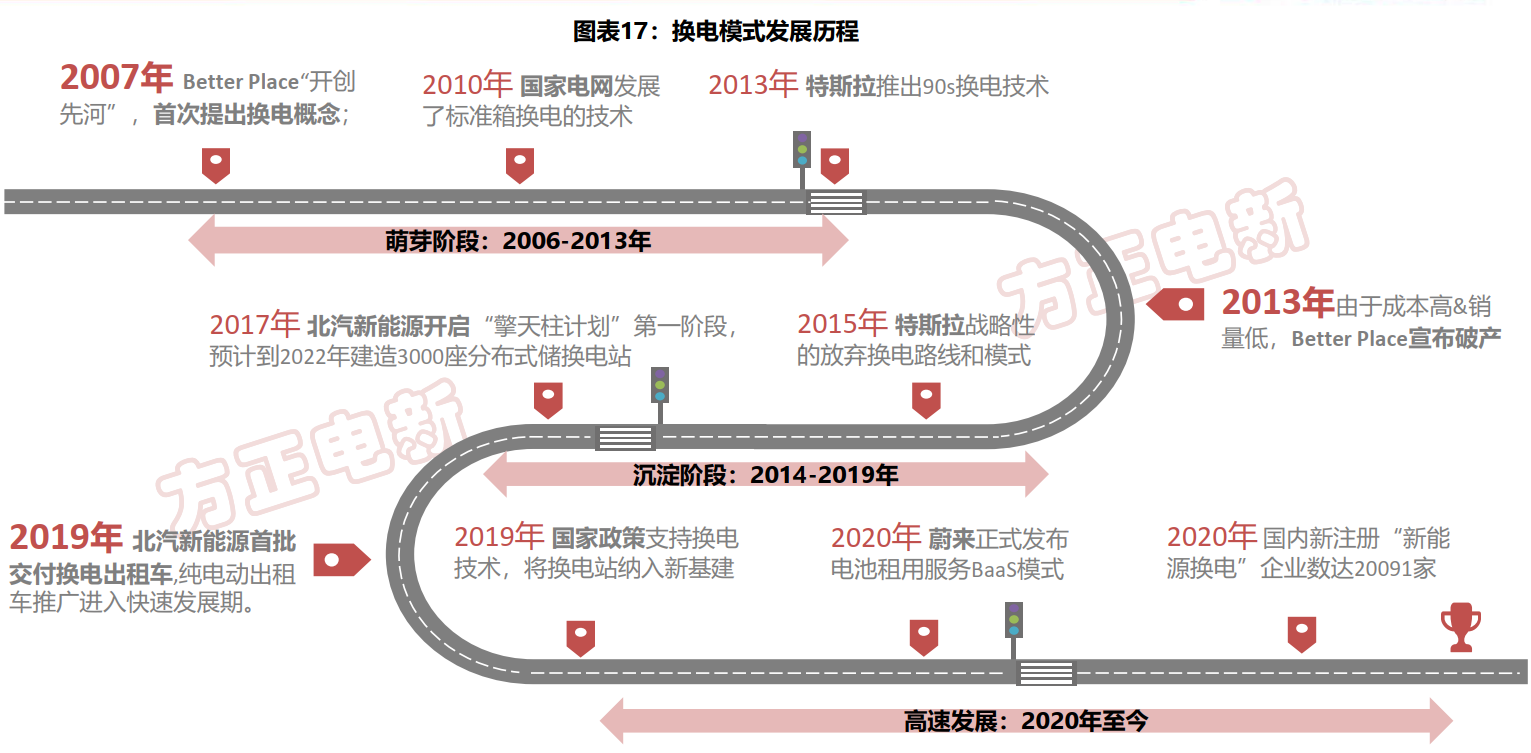 图表17：换电模式发展历程
2007年 Better Place“开创
先河”，首次提出换电概念；
2010年 国家电网发展
了标准箱换电的技术
2013年 特斯拉推出90s换电技术
萌芽阶段：2006-2013年
2013年由于成本高&销
量低，Better Place宣布破产
2015年 特斯拉战略性
的放弃换电路线和模式
2017年 北汽新能源开启“擎天柱计划”第一阶段，
预计到2022年建造3000座分布式储换电站
沉淀阶段：2014-2019年
2019年 北汽新能源首批
交付换电出租车,纯电动出租
车推广进入快速发展期。
2019年 国家政策支持换电
技术，将换电站纳入新基建
2020年 蔚来正式发布
电池租用服务BaaS模式
2020年 国内新注册“新能
源换电”企业数达20091家
高速发展：2020年至今
方正电新
方正电新